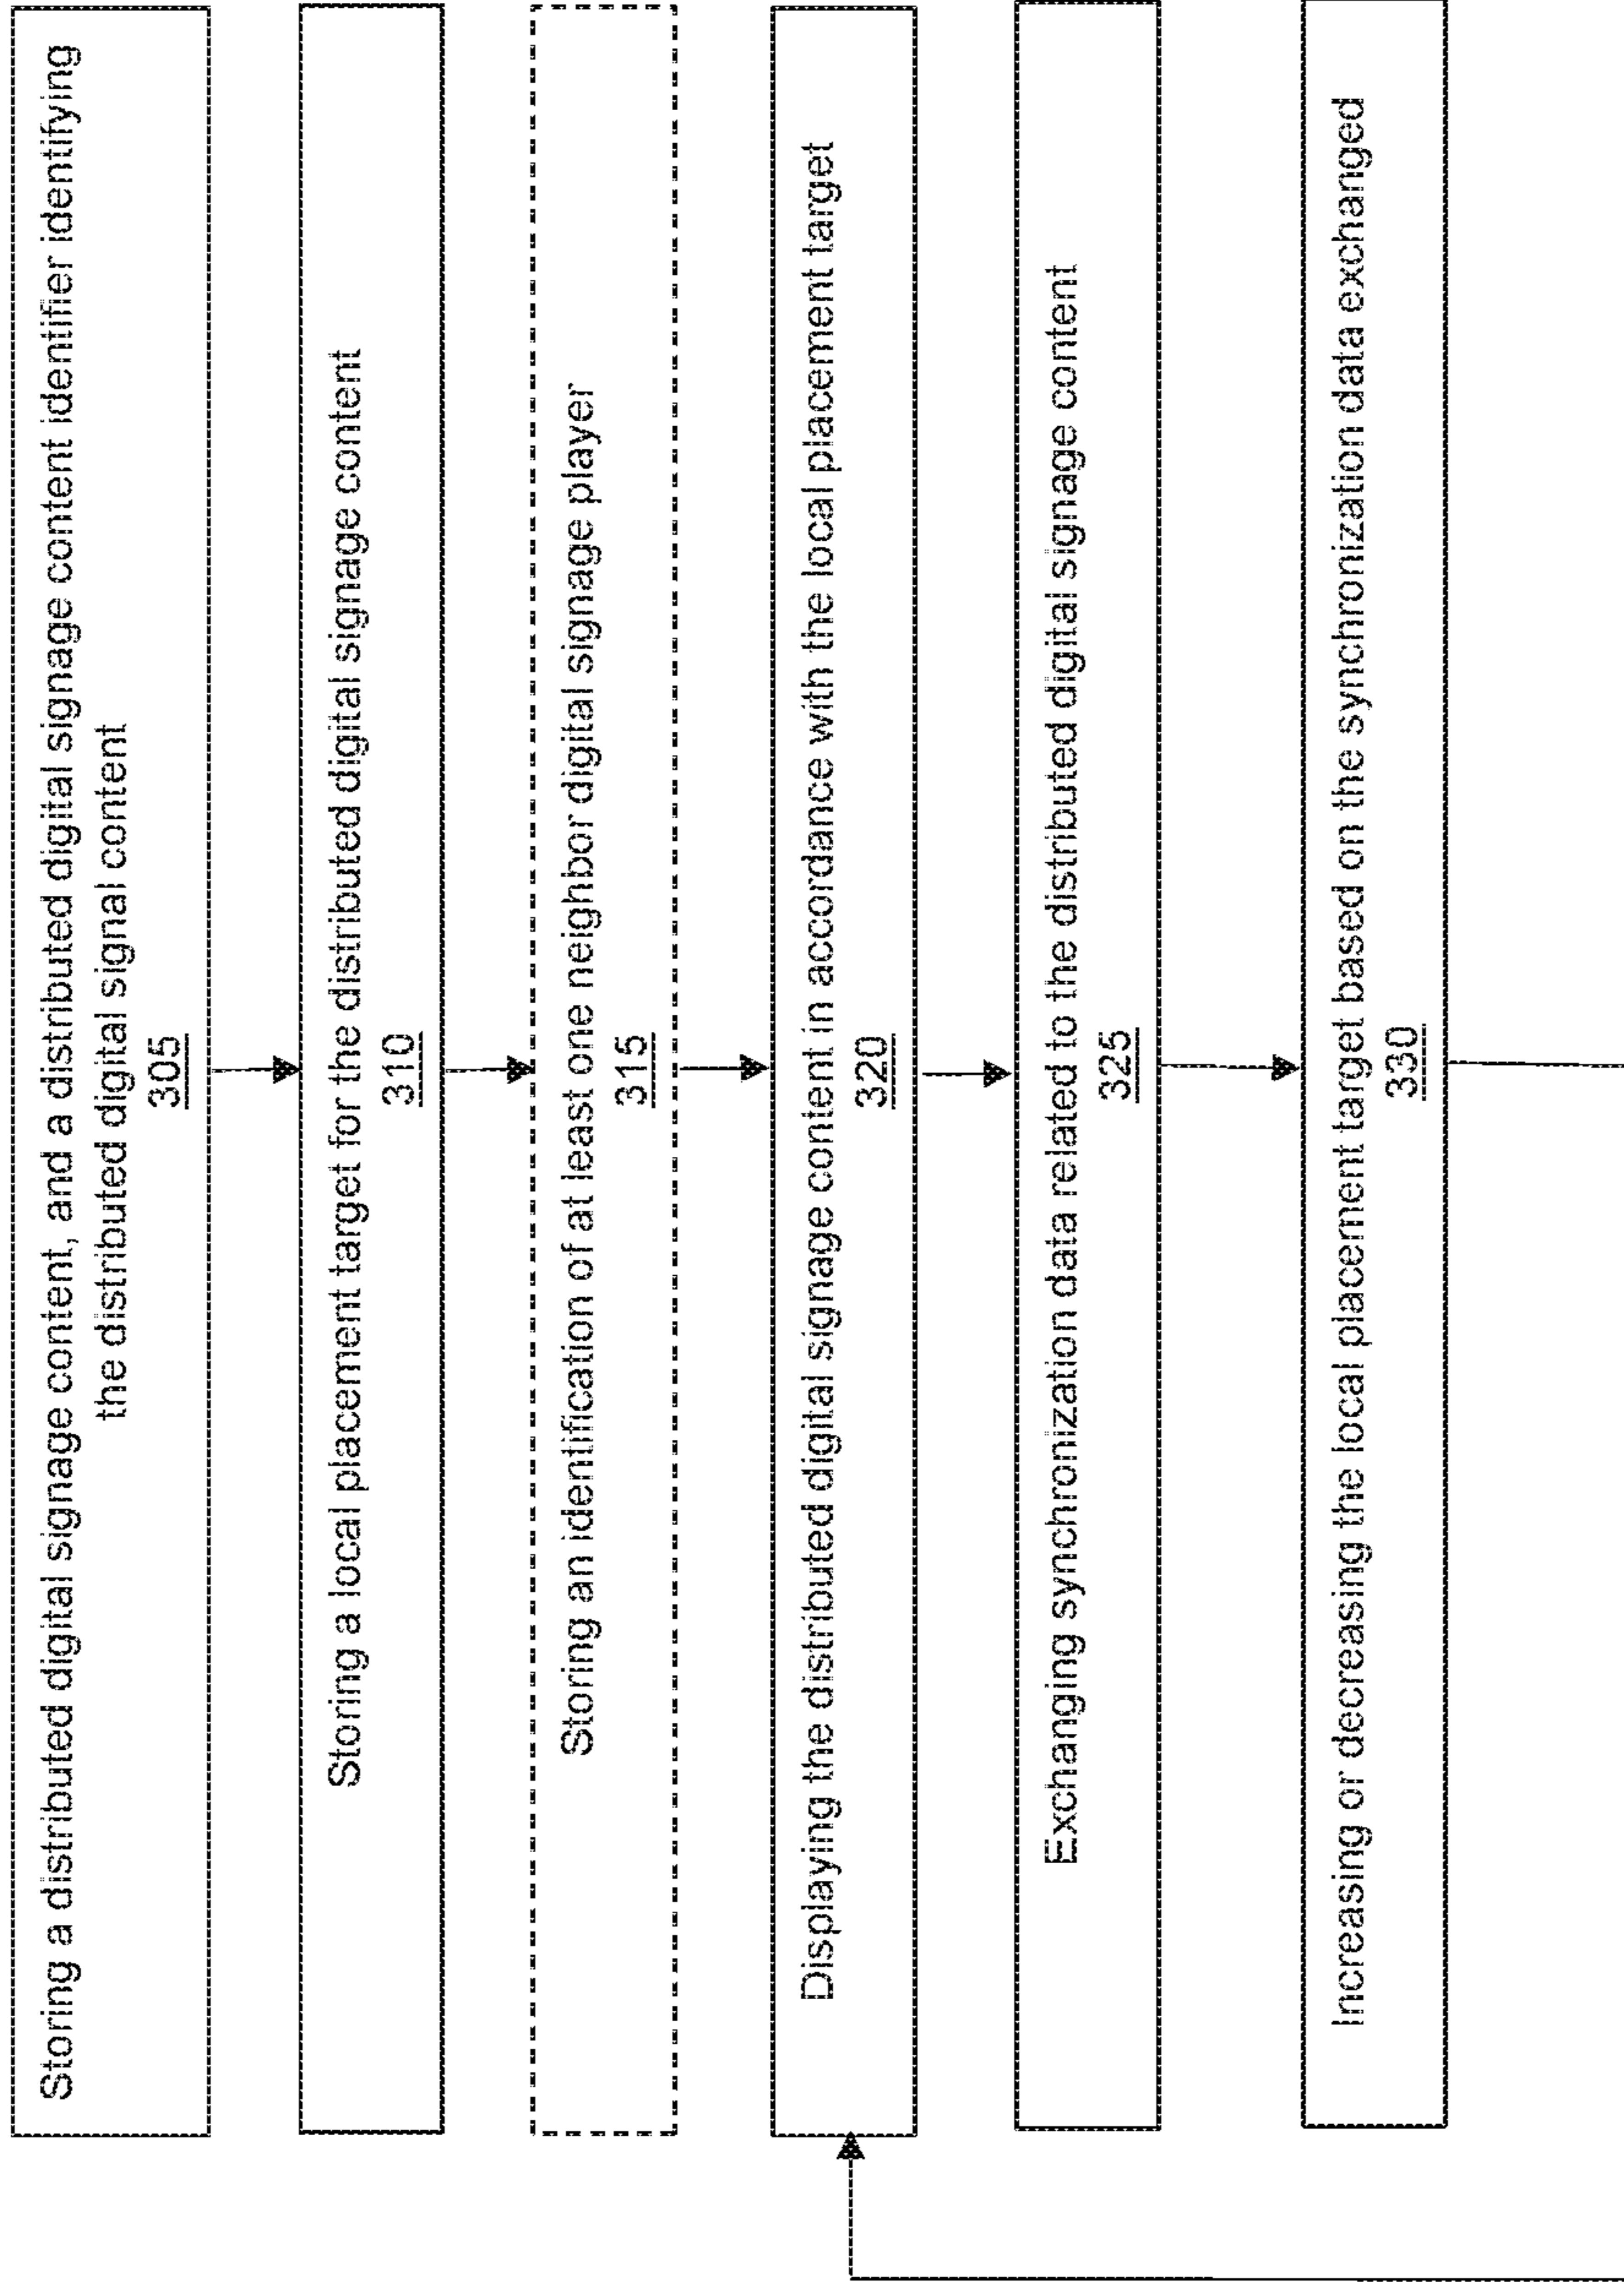 Storing a distributed digital signage content, and a distributed digital signage content identifier identifying
the distributed digital signal content
305
Storing a local placement target for the distributed digital signage content
310
Storing an identification of at least one neighbor digital signage player
315
Displaying the distributed digital signage content in accordance with the local placement target
320
Exchanging synchronization data related to the distributed digital signage content
325
Increasing or decreasing the local placement target based on the synchronization data exchanged
330